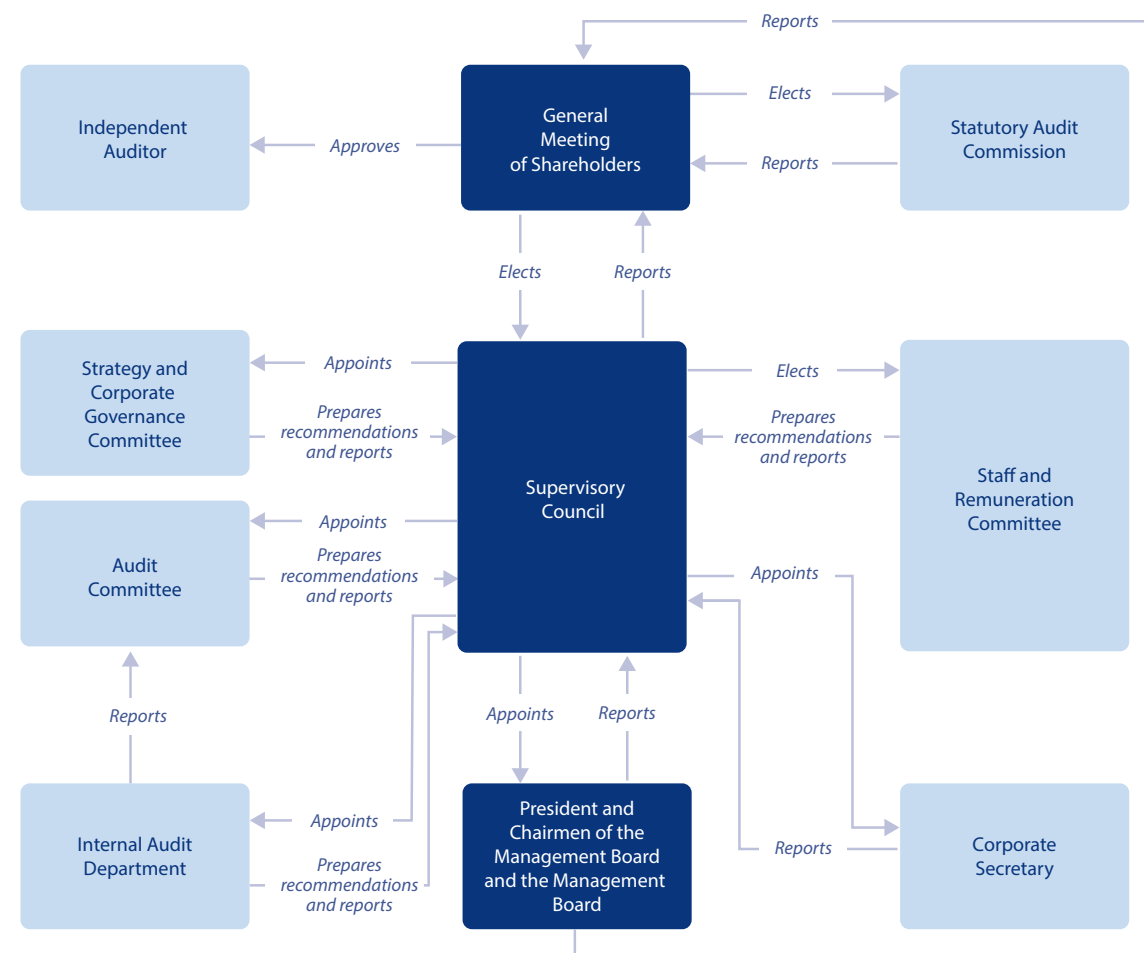 Reports
Independent
Auditor
Approves
General
Meeting
of Shareholders
Elects
Reports
Statutory Audit
Commission
Elects
Reports
Strategy and
Corporate
Governance
Committee
Appoints
Prepares
recommendations
and reports
Supervisory
Council
Elects
Prepares
recommendations
and reports
Staff and
Remuneration
Committee
Audit
Committee
Appoints
Prepares
recommendations
and reports
Appoints
Reports
Appoints
Reports
Internal Audit
Department
Appoints
Prepares
recommendations
and reports
President and
Chairmen of the
Management Board
and the Management
Board
Reports
Corporate
Secretary